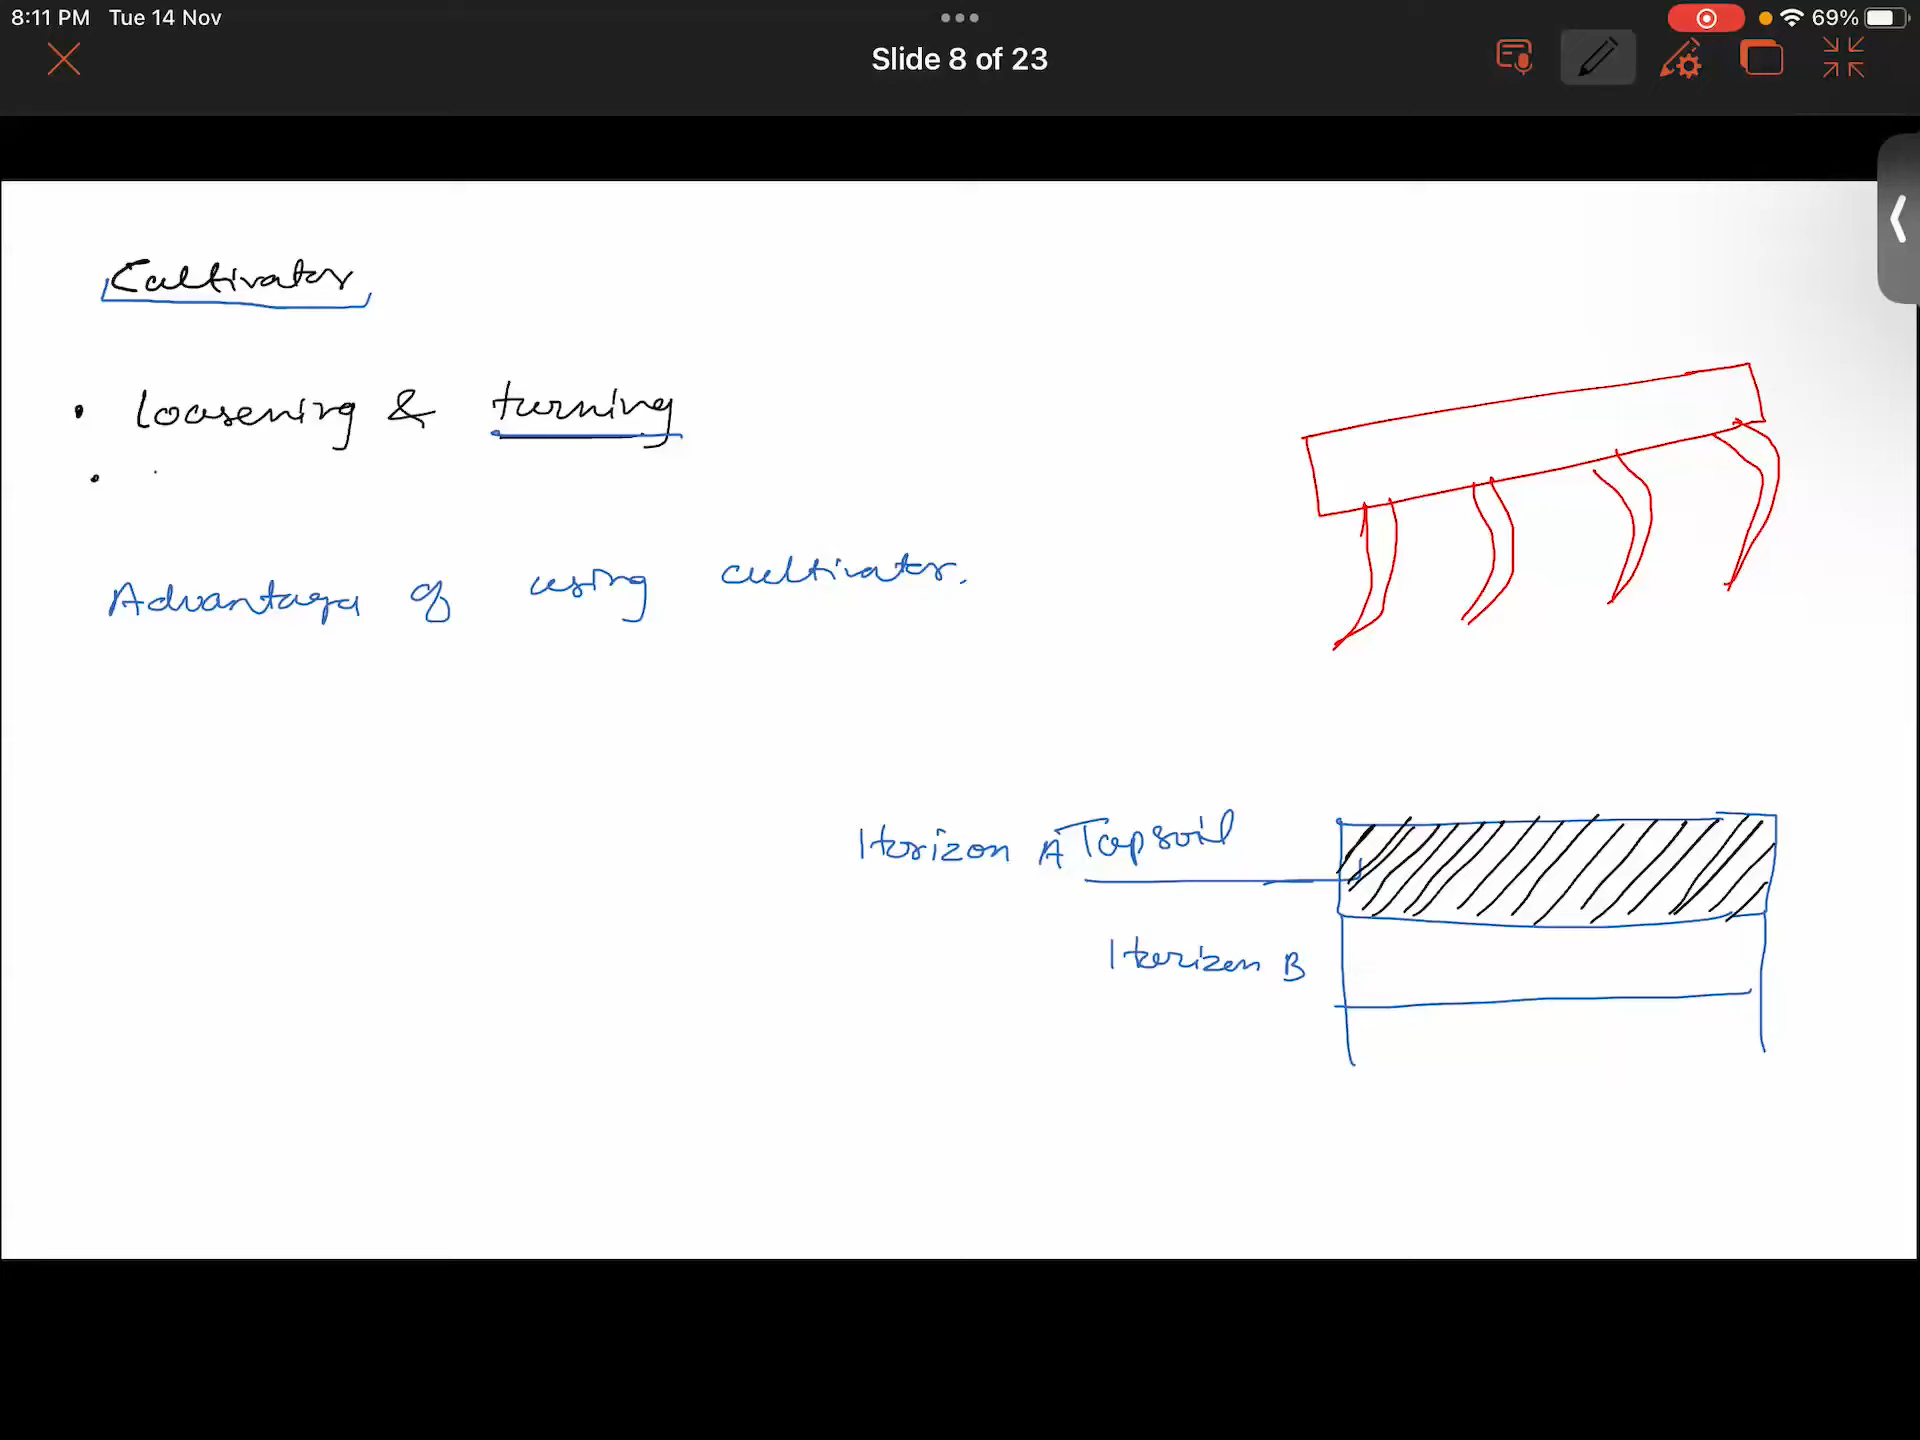 8:11 PM Tue 14 Nov
69%
Slide 8 of 23
Cultivator
• Loosening & turning
•
Advantage of using cultivator.
Horizon A Topsoil
Horizon B